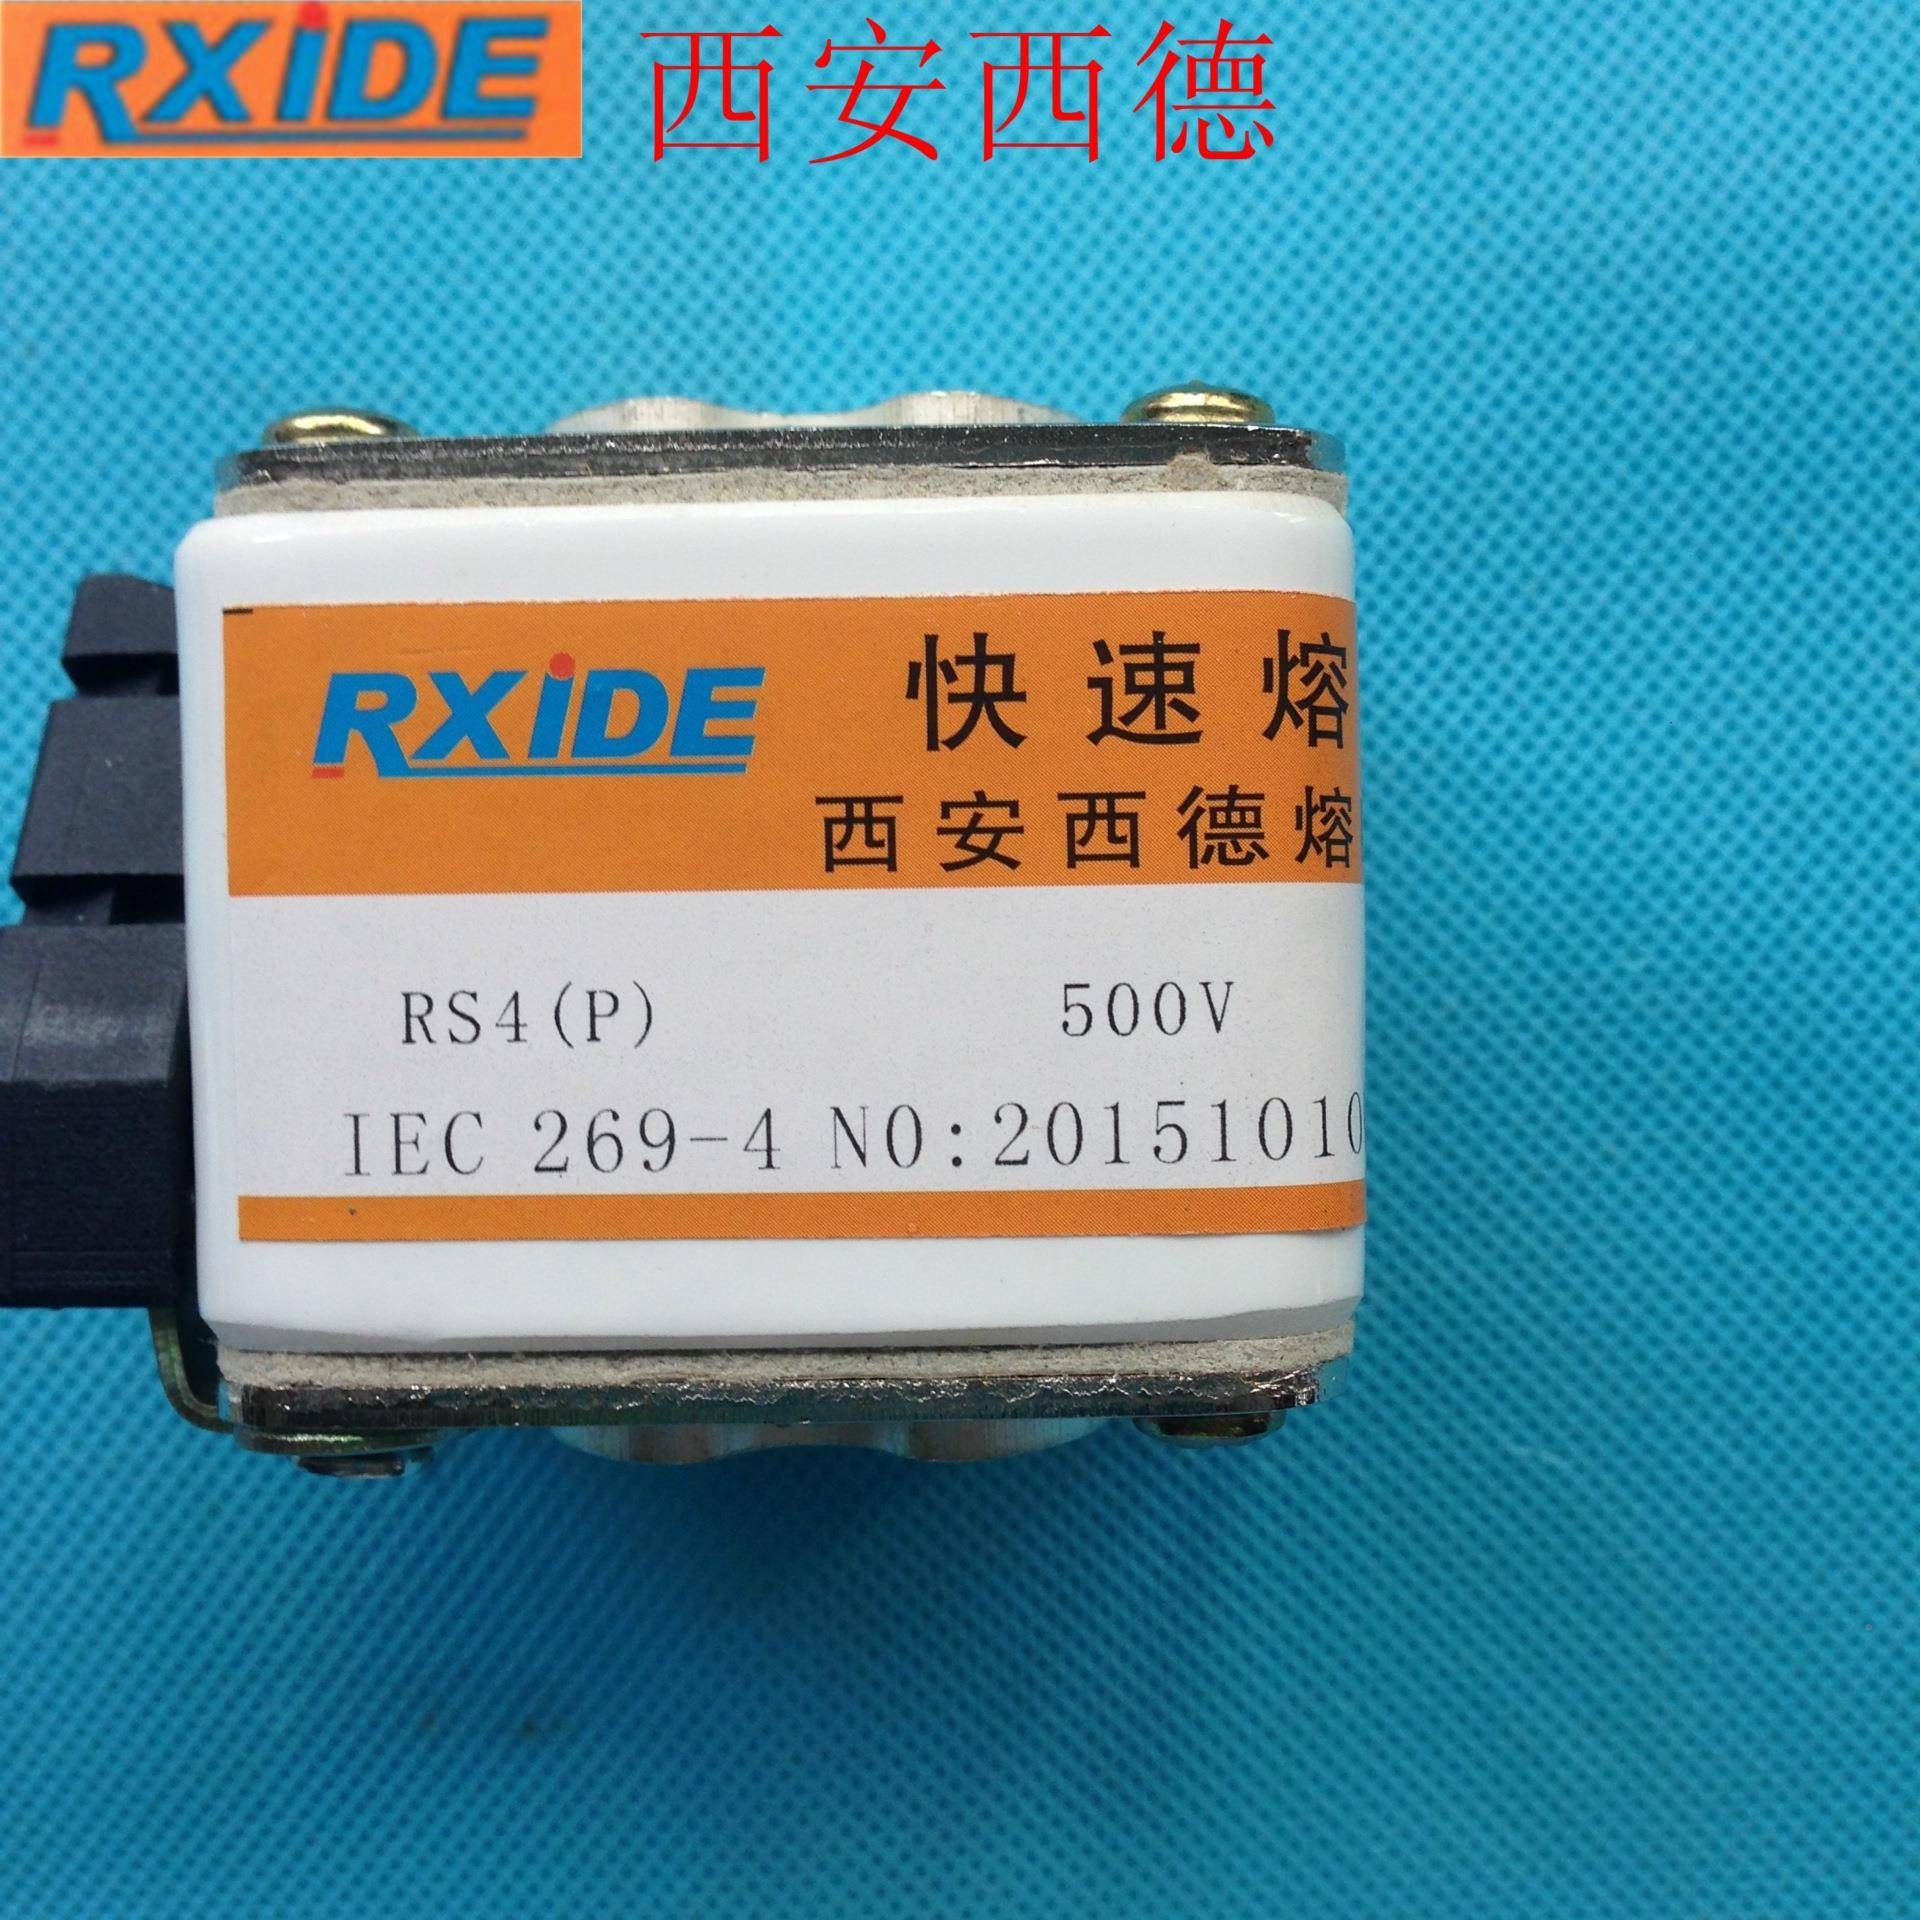 RXiDE 西安西德
RXiDE 快速熔
西安西德熔
RS4(P) 500V
IEC 269-4 NO:20151010